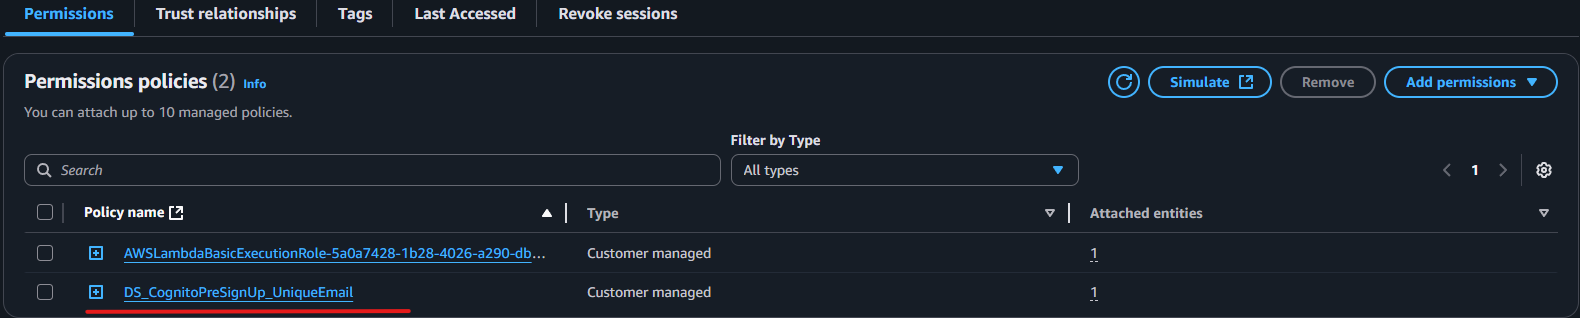 Permissions Trust relationships Tags Last Accessed Revoke sessions
Permissions policies (2) Info
Simulate Remove Add permissions
You can attach up to 10 managed policies.
Filter by Type
Search All types 1
Policy name Type Attached entities
AWSLambdaBasicExecutionRole-5a0a7428-1b28-4026-a290-db... Customer managed 1
DS_CognitoPreSignUp_UniqueEmail Customer managed 1